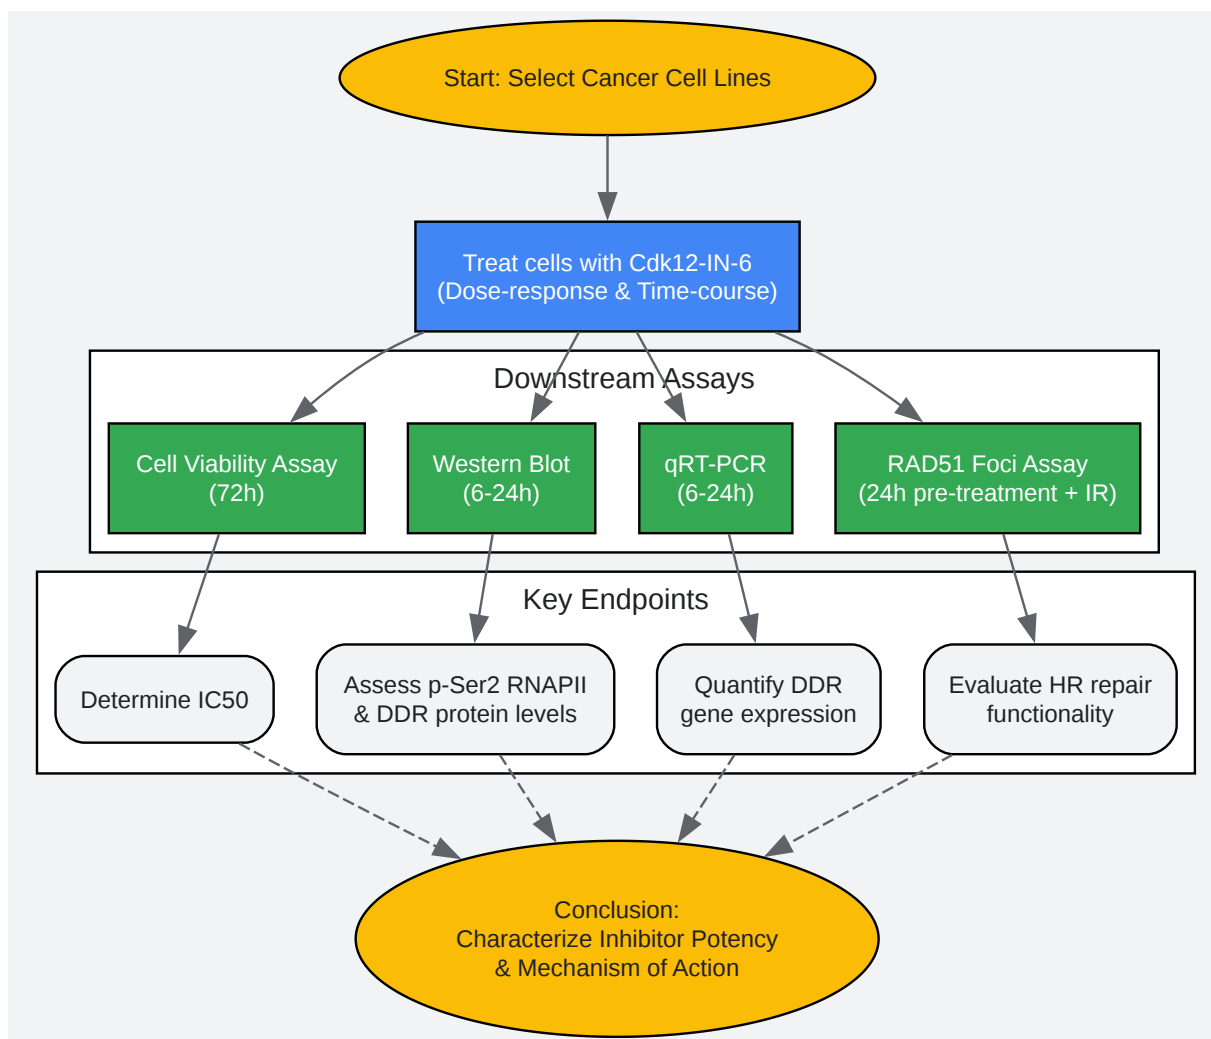 Start: Select Cancer Cell Lines
Treat cells with Cdk12-IN-6
(Dose-response & Time-course)
Downstream Assays
Cell Viability Assay
(72h)
Western Blot
(6-24h)
qRT-PCR
(6-24h)
RAD51 Foci Assay
(24h pre-treatment + IR)
Key Endpoints
Determine IC50
Assess p-Ser2 RNAPII
& DDR protein levels
Quantify DDR
gene expression
Evaluate HR repair
functionality
Conclusion:
Characterize Inhibitor Potency
& Mechanism of Action